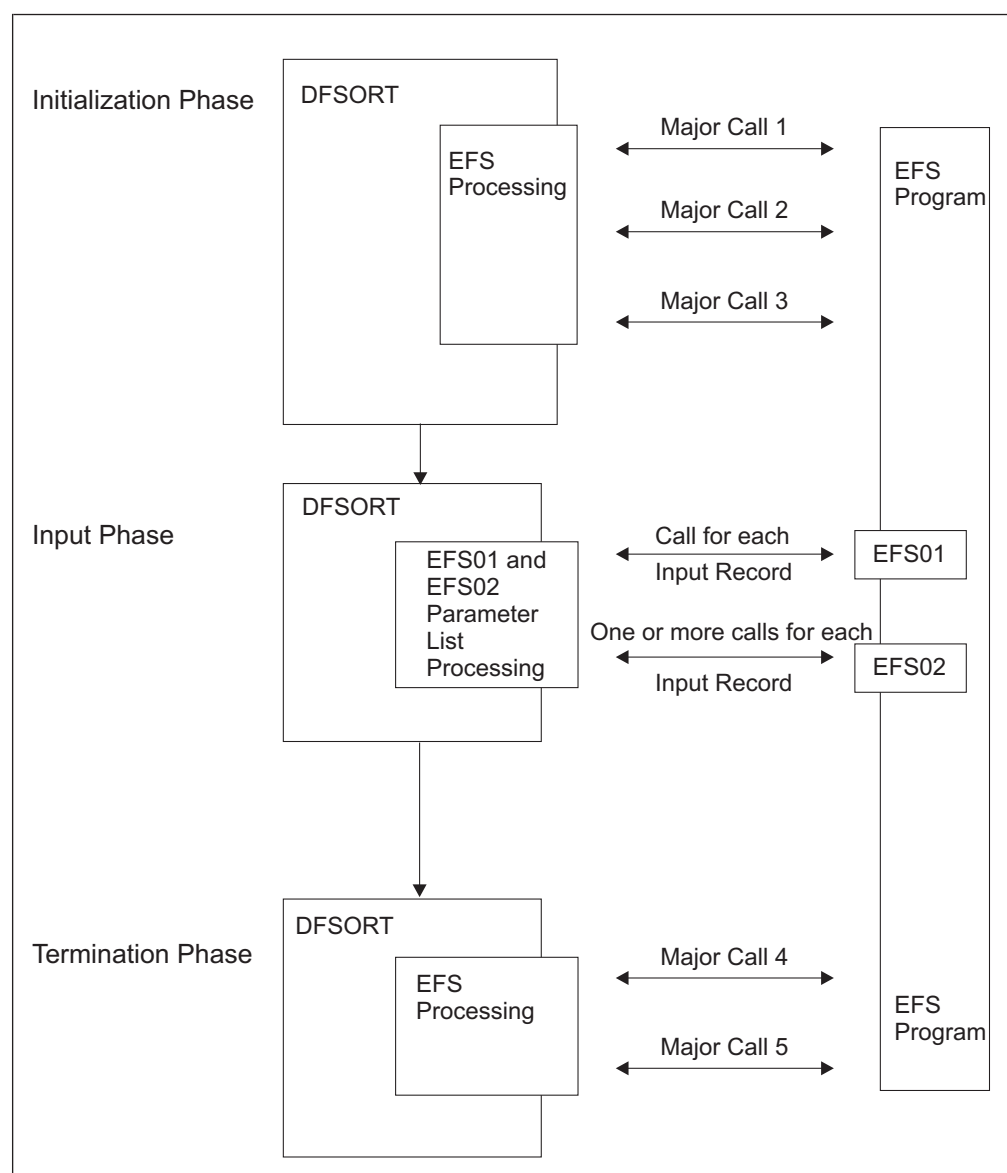 Initialization Phase
DFSORT
EFS
Processing
Major Call 1
Major Call 2
Major Call 3
EFS
Program
Input Phase
DFSORT
EFS01 and
EFS02
Parameter
List
Processing
Call for each
Input Record
One or more calls for each
Input Record
EFS01
EFS02
Termination Phase
DFSORT
EFS
Processing
Major Call 4
Major Call 5
EFS
Program